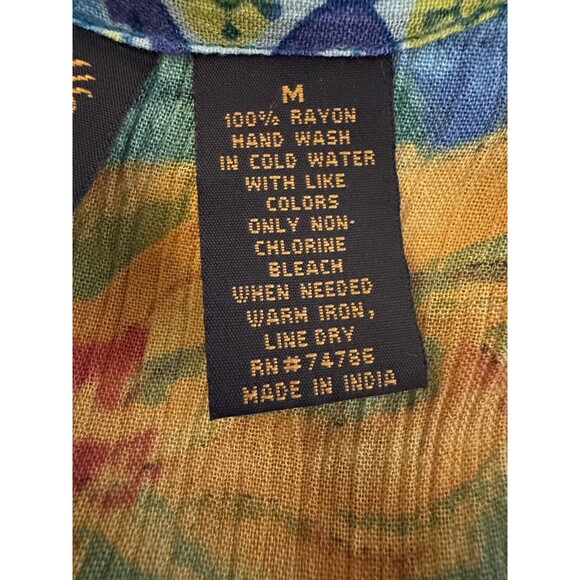 M
100% RAYON
HAND WASH
IN COLD WATER
WITH LIKE
COLORS
ONLY NON-
CHLORINE
BLEACH
WHEN NEEDED
WARM IRON,
LINE DRY
RN#74786
MADE IN INDIA